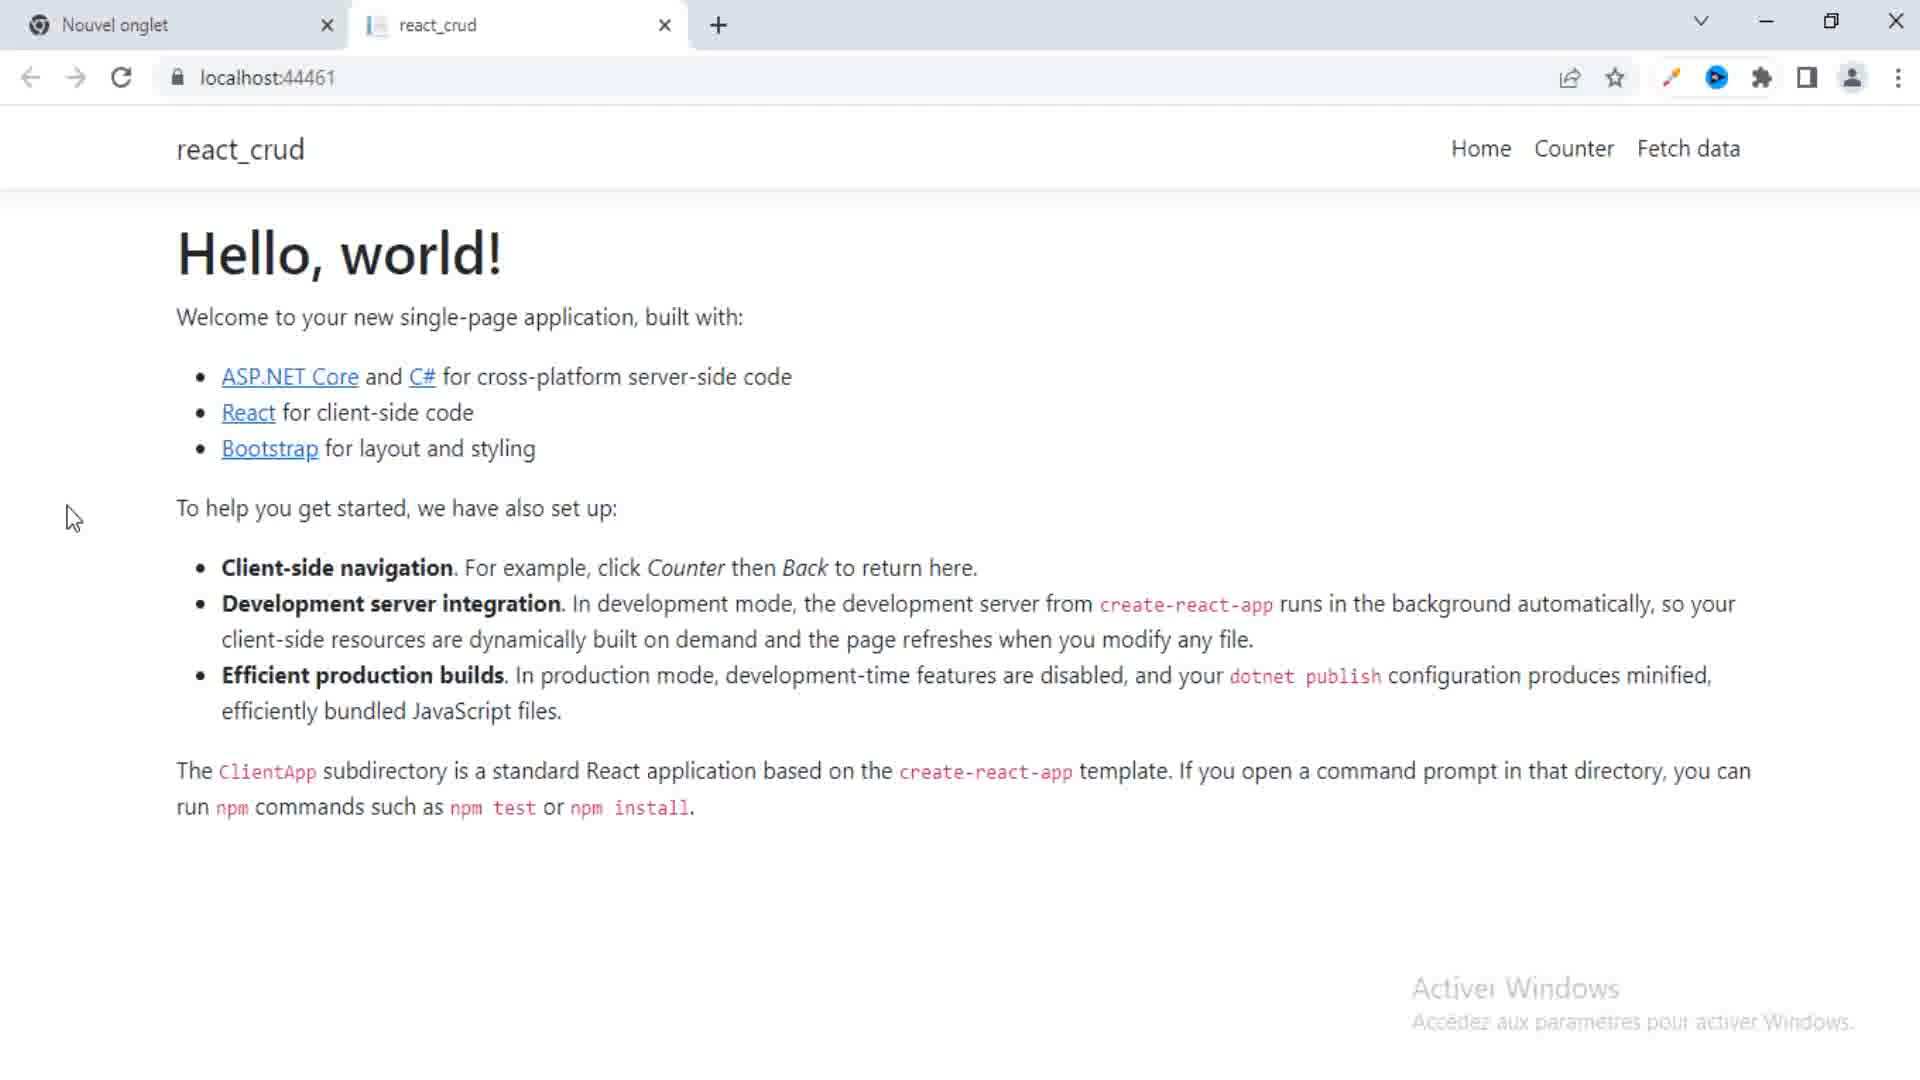 Nouvel onglet
react_crud
localhost:44461
react_crud
Home Counter Fetch data
Hello, world!
Welcome to your new single-page application, built with:
ASP.NET Core and C# for cross-platform server-side code
React for client-side code
Bootstrap for layout and styling
To help you get started, we have also set up:
Client-side navigation. For example, click Counter then Back to return here.
Development server integration. In development mode, the development server from create-react-app runs in the background automatically, so your
client-side resources are dynamically built on demand and the page refreshes when you modify any file.
Efficient production builds. In production mode, development-time features are disabled, and your dotnet publish configuration produces minified,
efficiently bundled JavaScript files.
The ClientApp subdirectory is a standard React application based on the create-react-app template. If you open a command prompt in that directory, you can
run npm commands such as npm test or npm install.
Activer Windows
Accédez aux paramètres pour activer Windows.